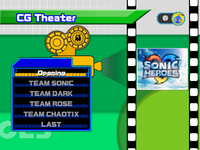 CG Theater
SONIC
HEROES
Opening
TEAM SONIC
TEAM DARK
TEAM ROSE
TEAM CHAOTIX
LAST